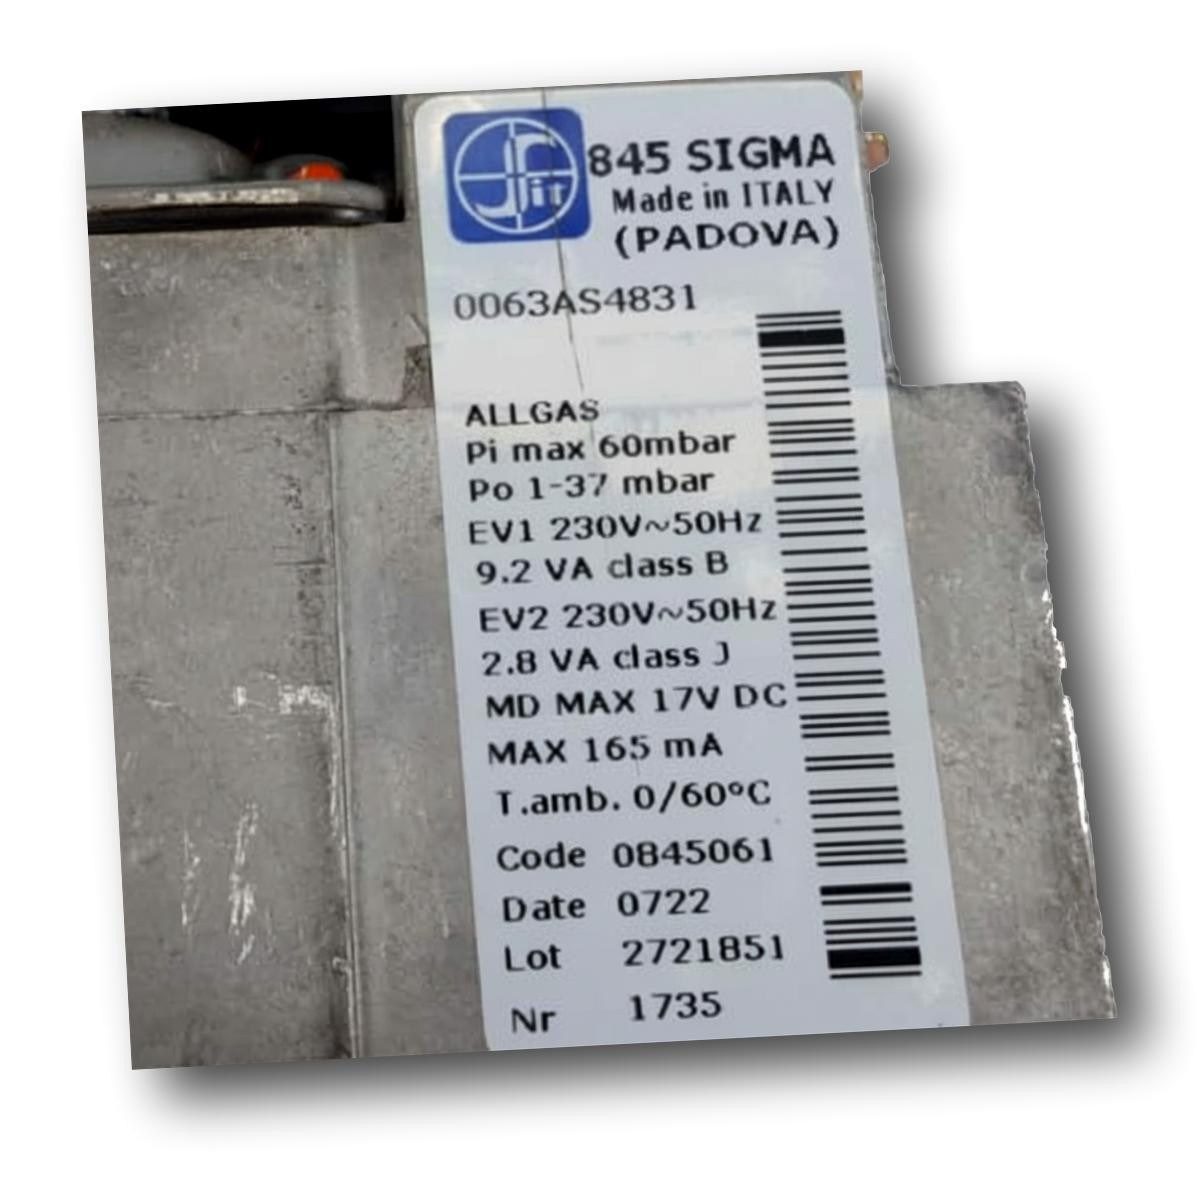 Sit
845 SIGMA
Made in ITALY
(PADOVA)
0063AS4831
ALLGAS
Pi max 60mbar
Po 1-37 mbar
EV1 230V~50Hz
9.2 VA class B
EV2 230V~50Hz
2.8 VA class J
MD MAX 17V DC
MAX 165 mA
T.amb. 0/60°C
Code 0845061
Date 0722
Lot 2721851
Nr 1735